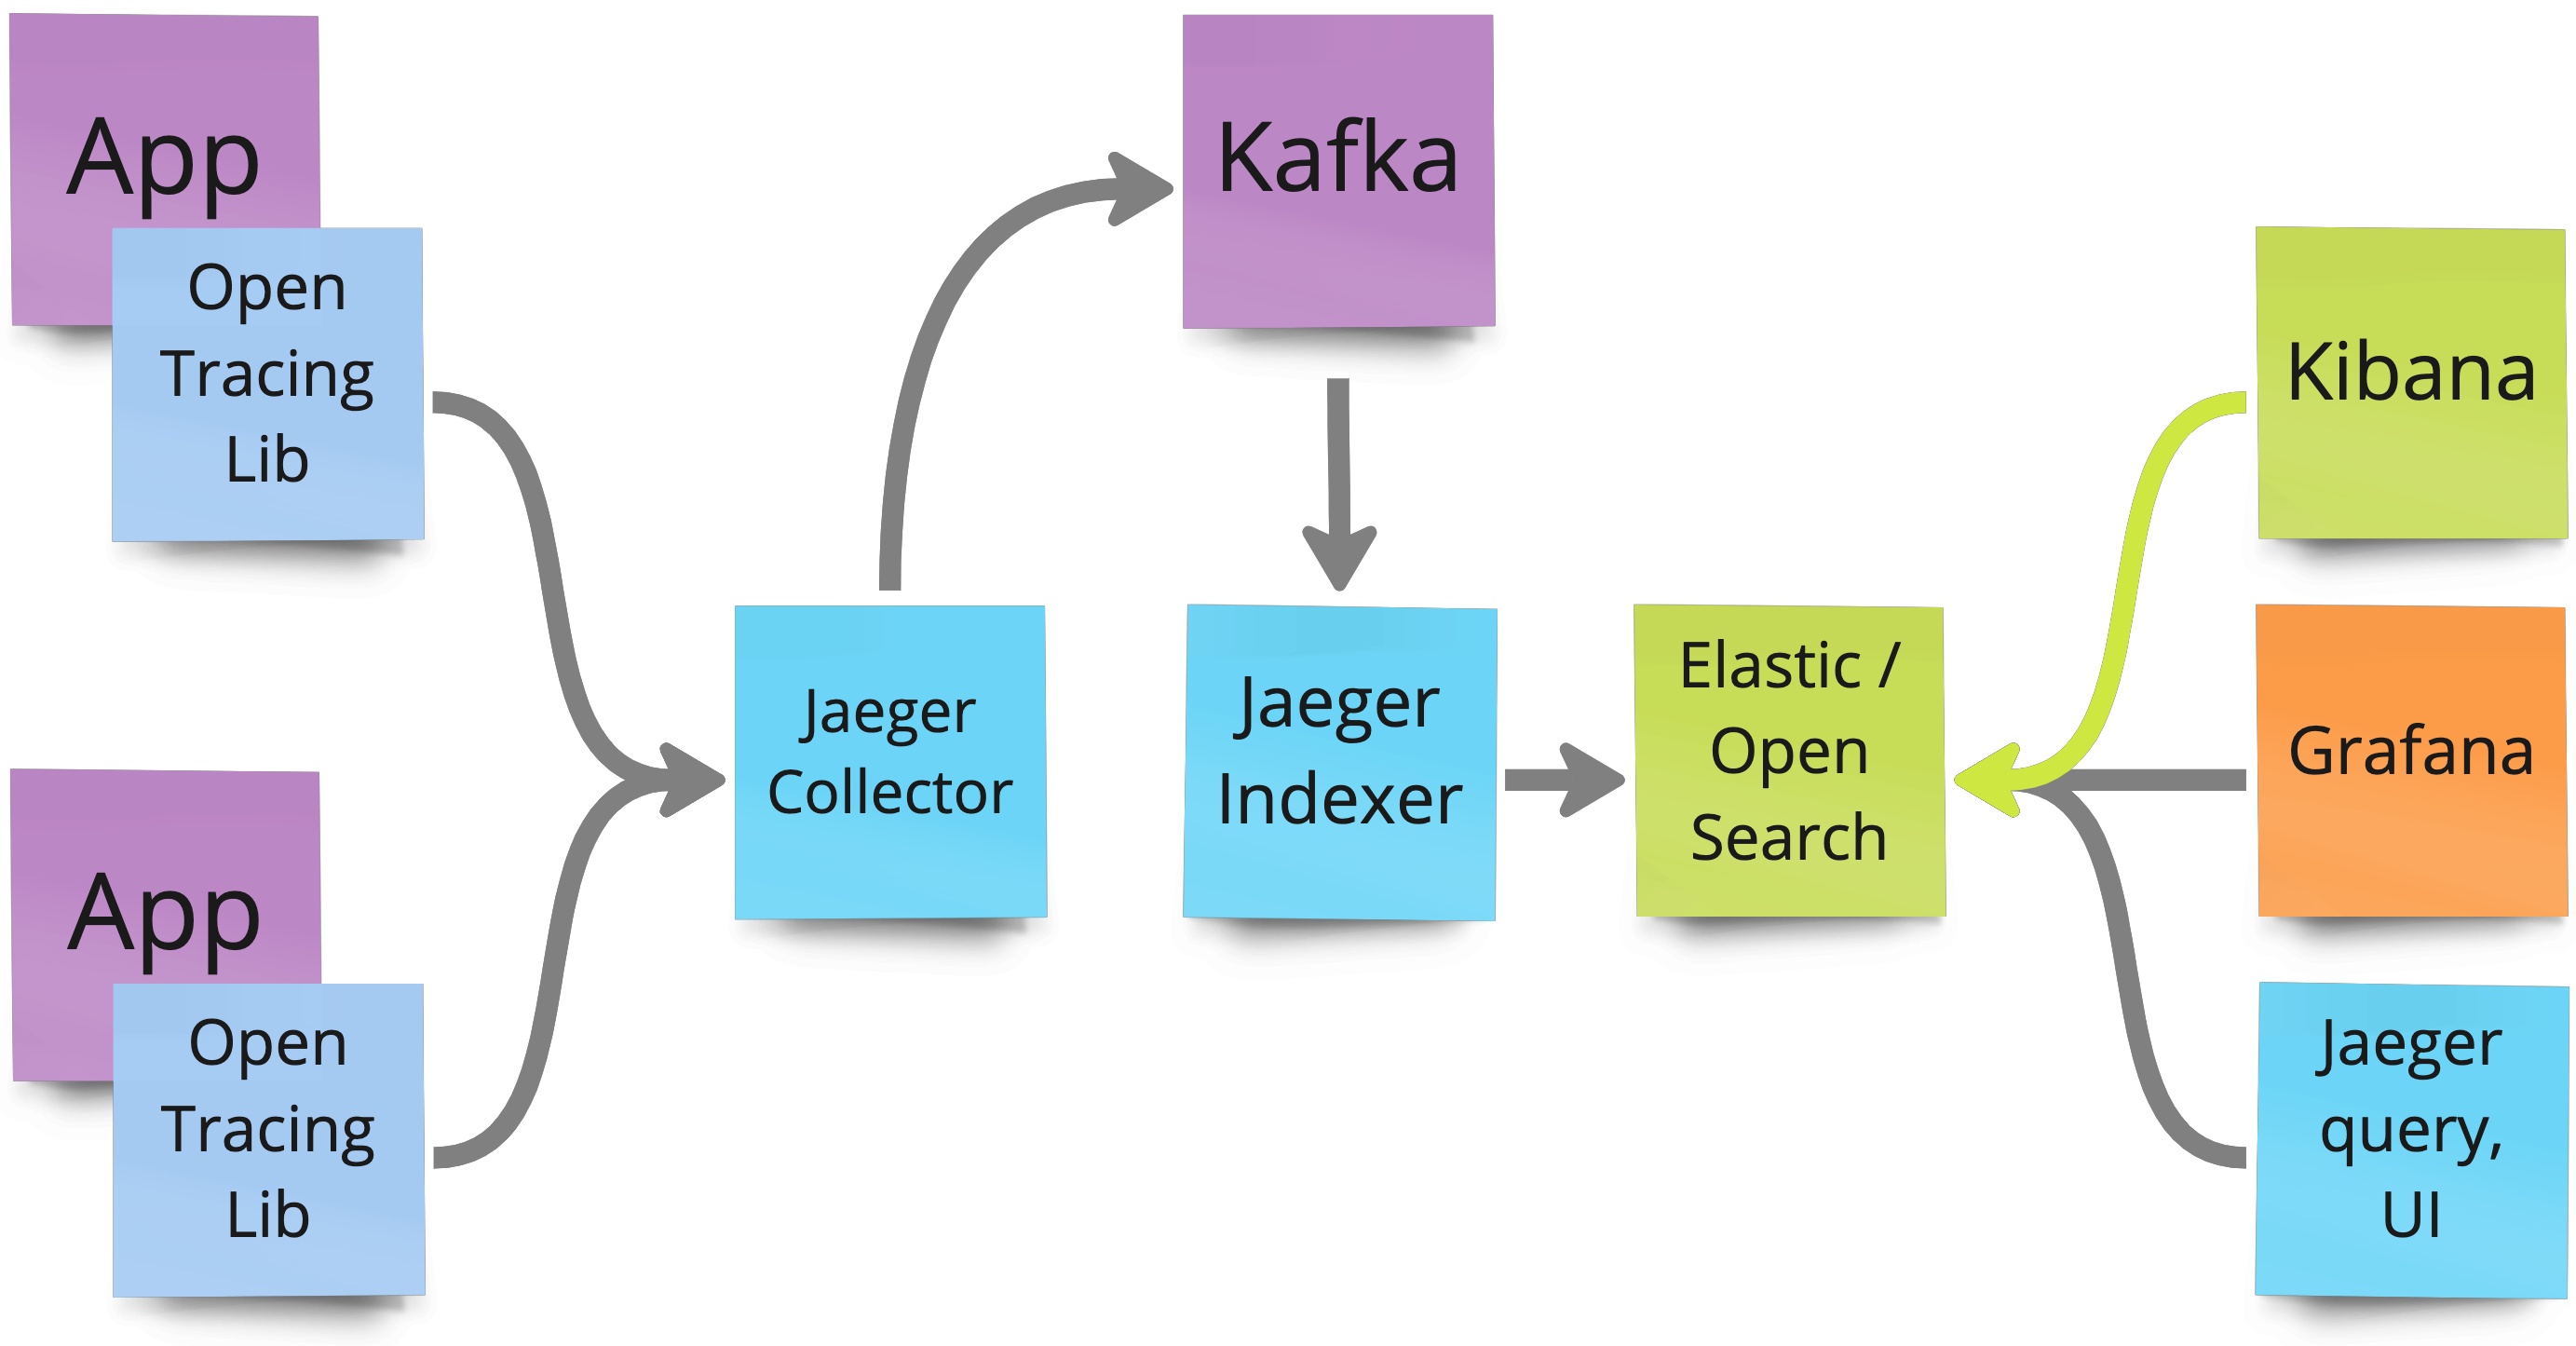 App
Open
Tracing
Lib
App
Open
Tracing
Lib
Jaeger
Collector
Kafka
Jaeger
Indexer
Elastic /
Open
Search
Kibana
Grafana
Jaeger
query,
UI